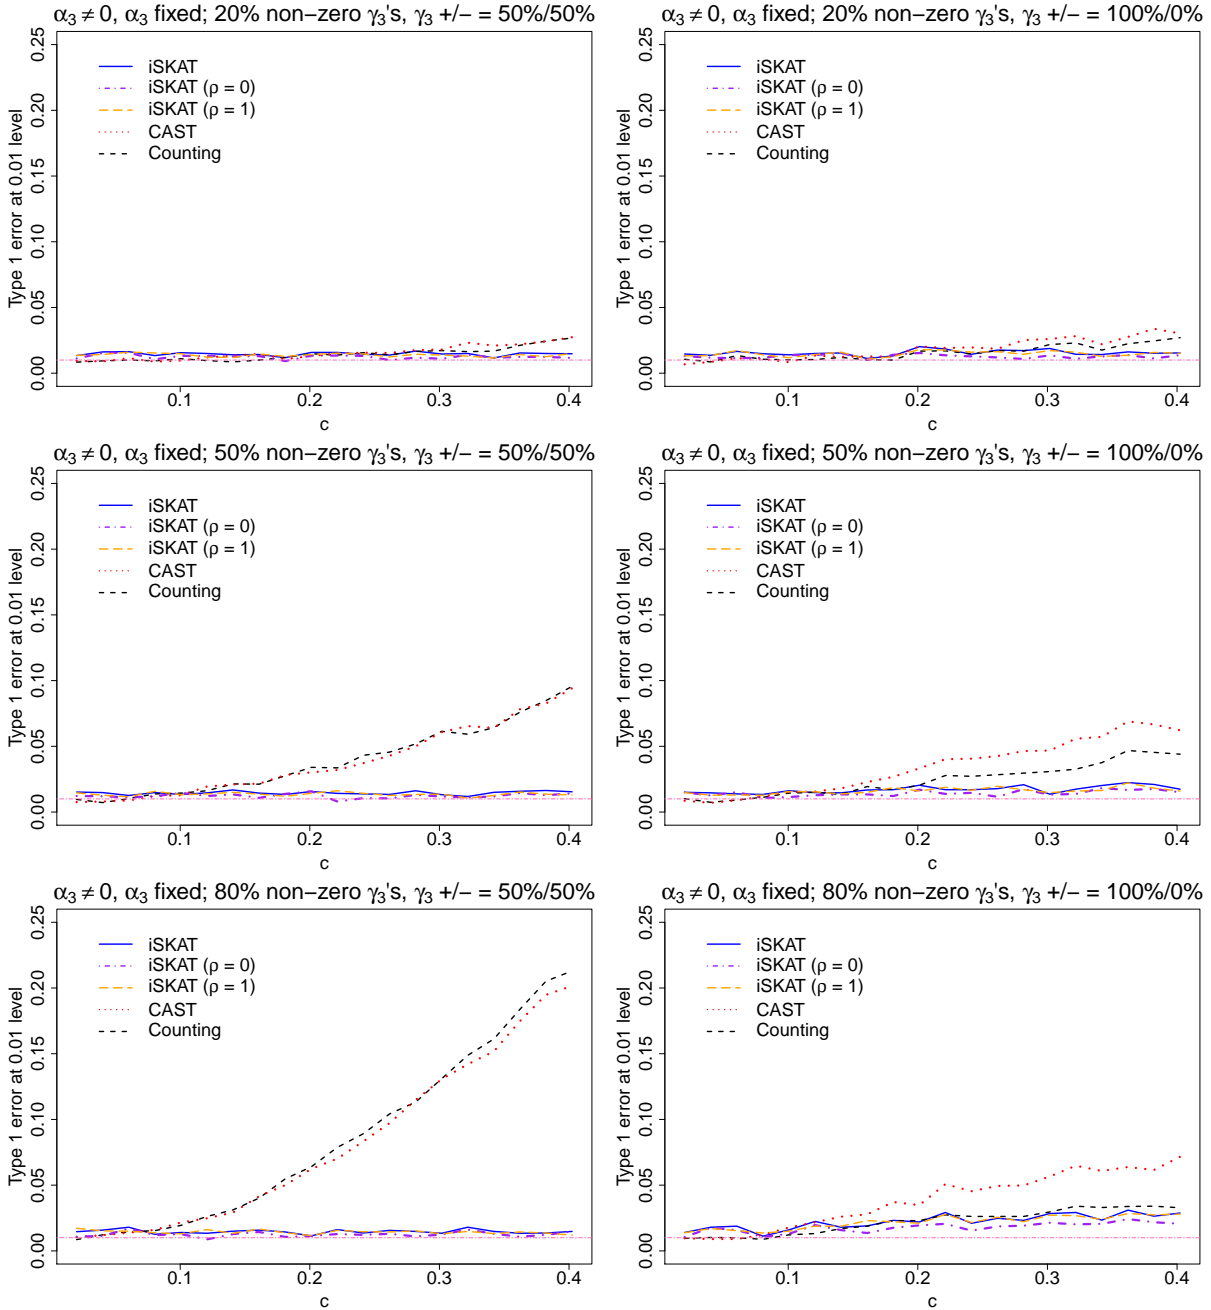 α₃ ≠ 0, α₃ fixed; 20% non−zero γ₃'s, γ₃ +/− = 50%/50%
Type 1 error at 0.01 level
0.25
0.20
0.15
0.10
0.05
0.00
iSKAT
iSKAT (ρ = 0)
iSKAT (ρ = 1)
CAST
Counting
0.1 0.2 0.3 0.4
c
α₃ ≠ 0, α₃ fixed; 20% non−zero γ₃'s, γ₃ +/− = 100%/0%
Type 1 error at 0.01 level
0.25
0.20
0.15
0.10
0.05
0.00
iSKAT
iSKAT (ρ = 0)
iSKAT (ρ = 1)
CAST
Counting
0.1 0.2 0.3 0.4
c
α₃ ≠ 0, α₃ fixed; 50% non−zero γ₃'s, γ₃ +/− = 50%/50%
Type 1 error at 0.01 level
0.25
0.20
0.15
0.10
0.05
0.00
iSKAT
iSKAT (ρ = 0)
iSKAT (ρ = 1)
CAST
Counting
0.1 0.2 0.3 0.4
c
α₃ ≠ 0, α₃ fixed; 50% non−zero γ₃'s, γ₃ +/− = 100%/0%
Type 1 error at 0.01 level
0.25
0.20
0.15
0.10
0.05
0.00
iSKAT
iSKAT (ρ = 0)
iSKAT (ρ = 1)
CAST
Counting
0.1 0.2 0.3 0.4
c
α₃ ≠ 0, α₃ fixed; 80% non−zero γ₃'s, γ₃ +/− = 50%/50%
Type 1 error at 0.01 level
0.25
0.20
0.15
0.10
0.05
0.00
iSKAT
iSKAT (ρ = 0)
iSKAT (ρ = 1)
CAST
Counting
0.1 0.2 0.3 0.4
c
α₃ ≠ 0, α₃ fixed; 80% non−zero γ₃'s, γ₃ +/− = 100%/0%
Type 1 error at 0.01 level
0.25
0.20
0.15
0.10
0.05
0.00
iSKAT
iSKAT (ρ = 0)
iSKAT (ρ = 1)
CAST
Counting
0.1 0.2 0.3 0.4
c